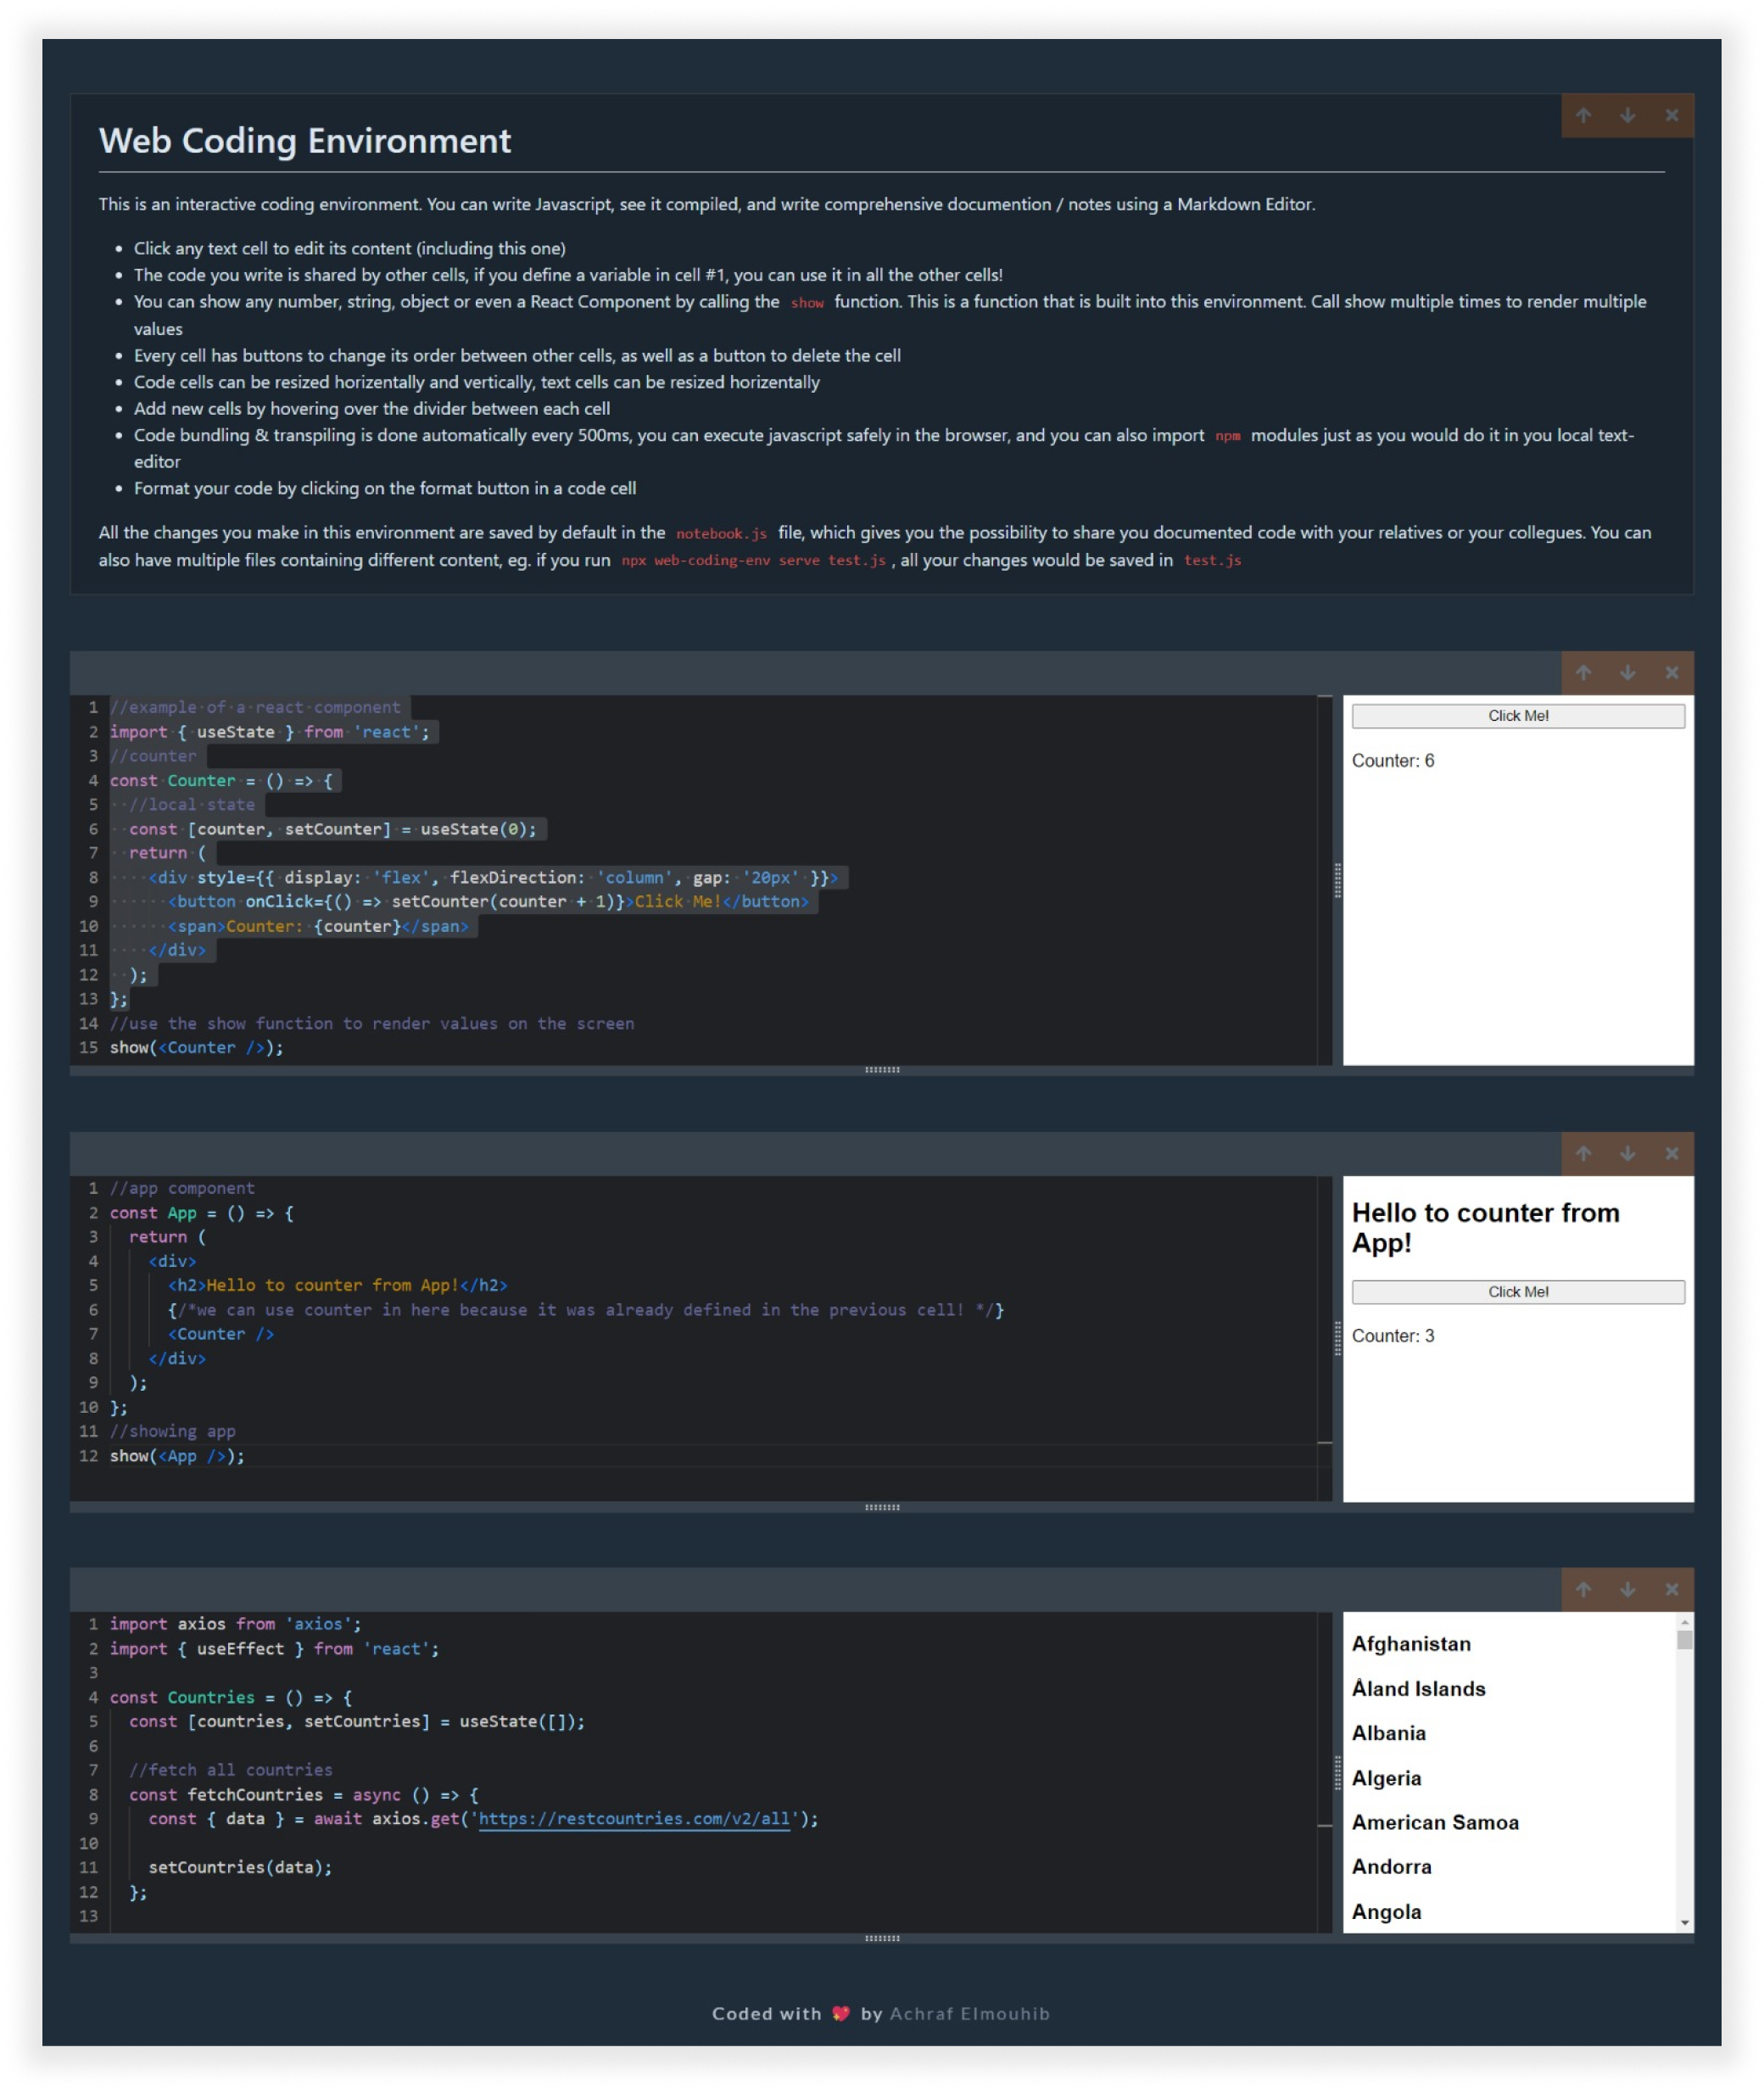 Web Coding Environment
This is an interactive coding environment. You can write Javascript, see it compiled, and write comprehensive documention / notes using a Markdown Editor.
• Click any text cell to edit its content (including this one)
• The code you write is shared by other cells, if you define a variable in cell #1, you can use it in all the other cells!
• You can show any number, string, object or even a React Component by calling the show function. This is a function that is built into this environment. Call show multiple times to render multiple
values
• Every cell has buttons to change its order between other cells, as well as a button to delete the cell
• Code cells can be resized horizentally and vertically, text cells can be resized horizentally
• Add new cells by hovering over the divider between each cell
• Code bundling & transpiling is done automatically every 500ms, you can execute javascript safely in the browser, and you can also import npm modules just as you would do it in you local text-
editor
• Format your code by clicking on the format button in a code cell
All the changes you make in this environment are saved by default in the notebook.js file, which gives you the possibility to share you documented code with your relatives or your collegues. You can
also have multiple files containing different content, eg. if you run npx web-coding-env serve test.js , all your changes would be saved in test.js
1 //example of a react component
2 import { useState } from 'react';
3 //counter
4 const Counter = () => {
5   //local state
6   const [counter, setCounter] = useState(0);
7   return (
8     <div style={{ display: 'flex', flexDirection: 'column', gap: '20px' }}>
9       <button onClick={() => setCounter(counter + 1)}>Click Me!</button>
10       <span>Counter: {counter}</span>
11     </div>
12   );
13 };
14 //use the show function to render values on the screen
15 show(<Counter />);
Click Me!
Counter: 6
1 //app component
2 const App = () => {
3   return (
4     <div>
5       <h2>Hello to counter from App!</h2>
6       {/*we can use counter in here because it was already defined in the previous cell! */}
7       <Counter />
8     </div>
9   );
10 };
11 //showing app
12 show(<App />);
Hello to counter from
App!
Click Me!
Counter: 3
1 import axios from 'axios';
2 import { useEffect } from 'react';
3
4 const Countries = () => {
5   const [countries, setCountries] = useState([]);
6
7   //fetch all countries
8   const fetchCountries = async () => {
9     const { data } = await axios.get('https://restcountries.com/v2/all');
10
11     setCountries(data);
12   };
13
Afghanistan
Åland Islands
Albania
Algeria
American Samoa
Andorra
Angola
Coded with 💖 by Achraf Elmouhib